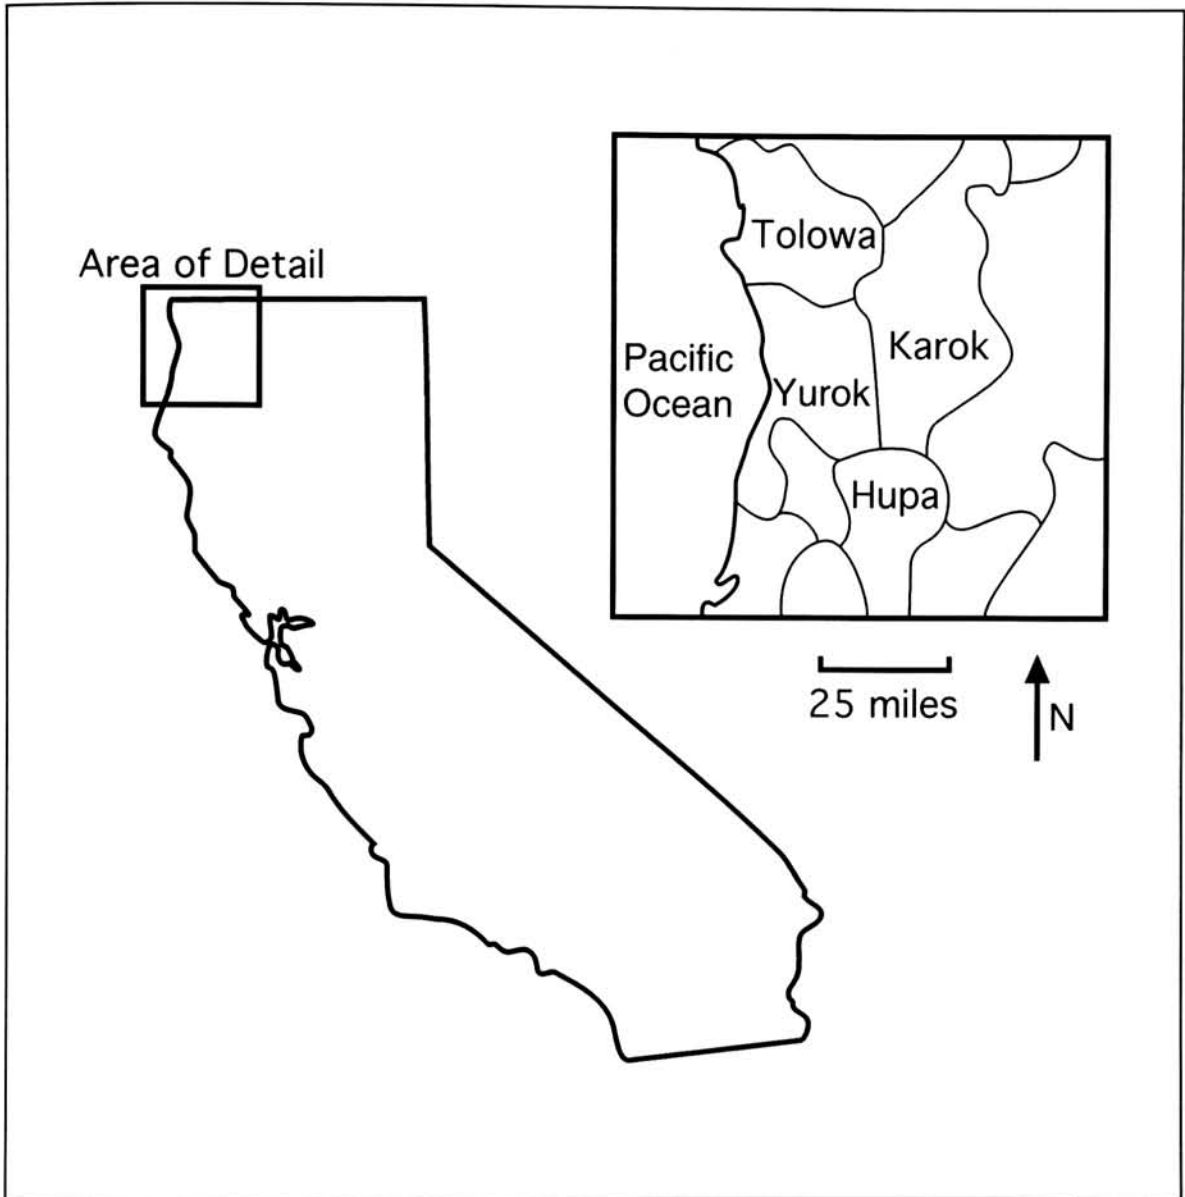 Area of Detail
Tolowa
Karok
Pacific
Ocean
Yurok
Hupa
25 miles
N